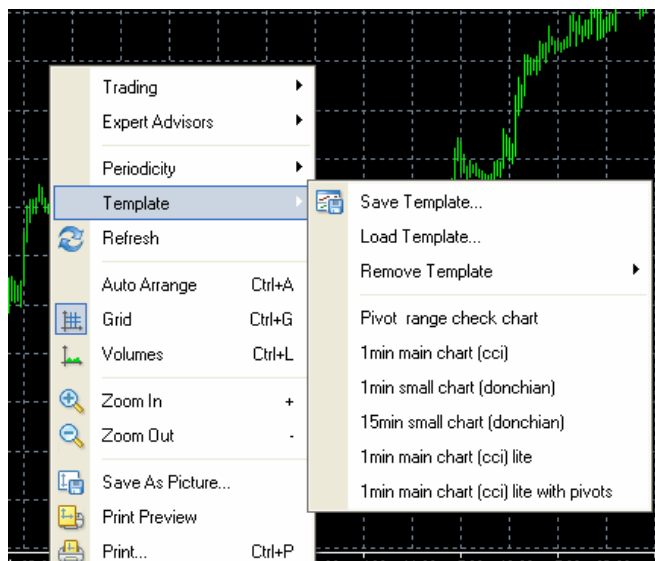 Trading
Expert Advisors
Periodicity
Template
Refresh
Auto Arrange Ctrl+A
Grid Ctrl+G
Volumes Ctrl+L
Zoom In +
Zoom Out -
Save As Picture...
Print Preview
Print... Ctrl+P
Save Template...
Load Template...
Remove Template
Pivot range check chart
1min main chart (cci)
1min small chart (donchian)
15min small chart (donchian)
1min main chart (cci) lite
1min main chart (cci) lite with pivots